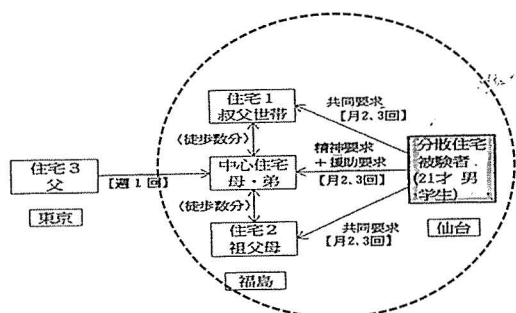 住宅1
叔父世帯
共同要求
【月2、3回】
〈徒歩数分〉
住宅3
父
【週1回】
中心住宅
母・弟
精神要求
+援助要求
【月2、3回】
分散住宅
被験者
(21才 男
学生)
東京
〈徒歩数分〉
住宅2
祖父母
共同要求
【月2、3回】
仙台
福島